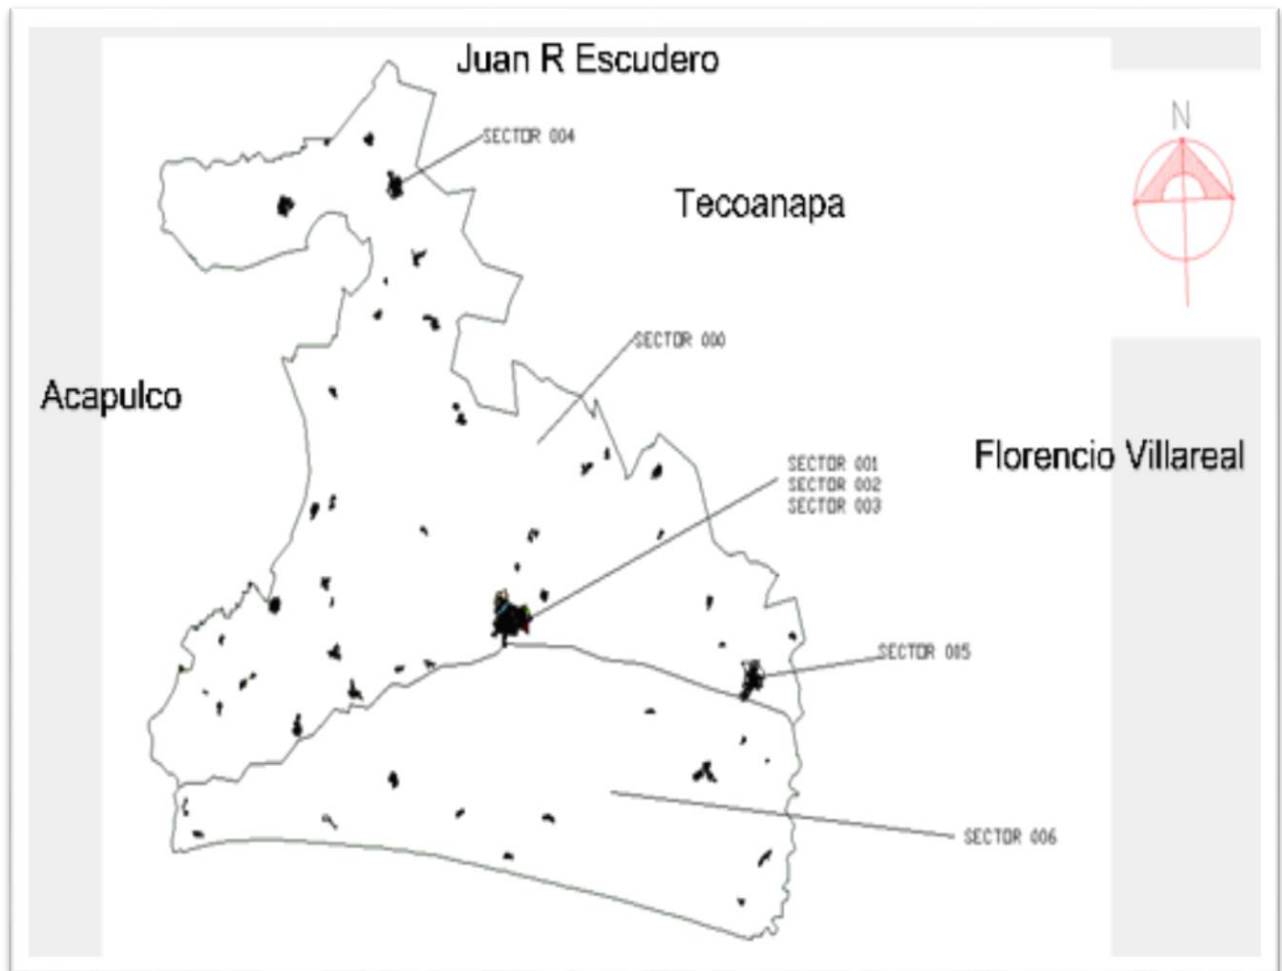 Juan R Escudero
N
SECTOR 004
Tecoanapa
SECTOR 000
Acapulco
Florencio Villareal
SECTOR 001
SECTOR 002
SECTOR 003
SECTOR 005
SECTOR 006